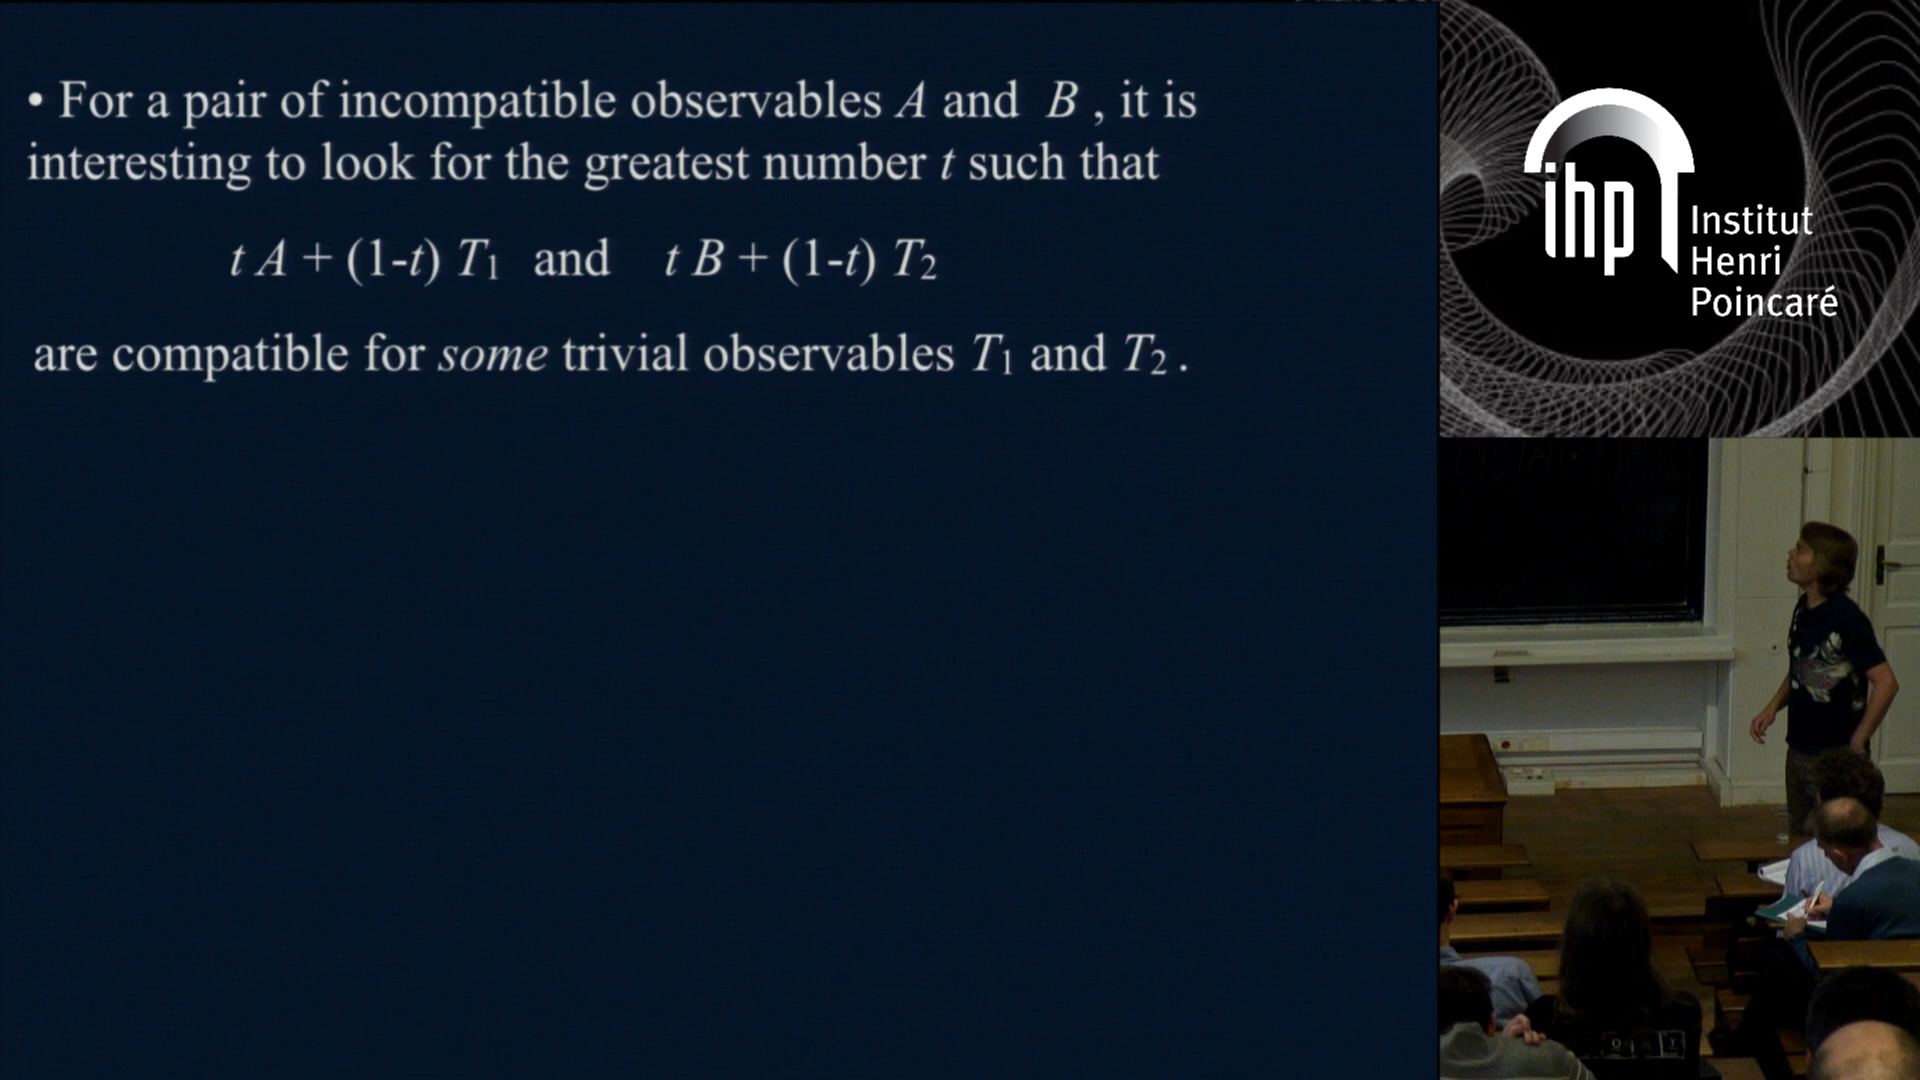 • For a pair of incompatible observables A and B , it is
interesting to look for the greatest number t such that
t A + (1-t) T₁ and t B + (1-t) T₂
are compatible for some trivial observables T₁ and T₂ .
ihp
Institut
Henri
Poincaré